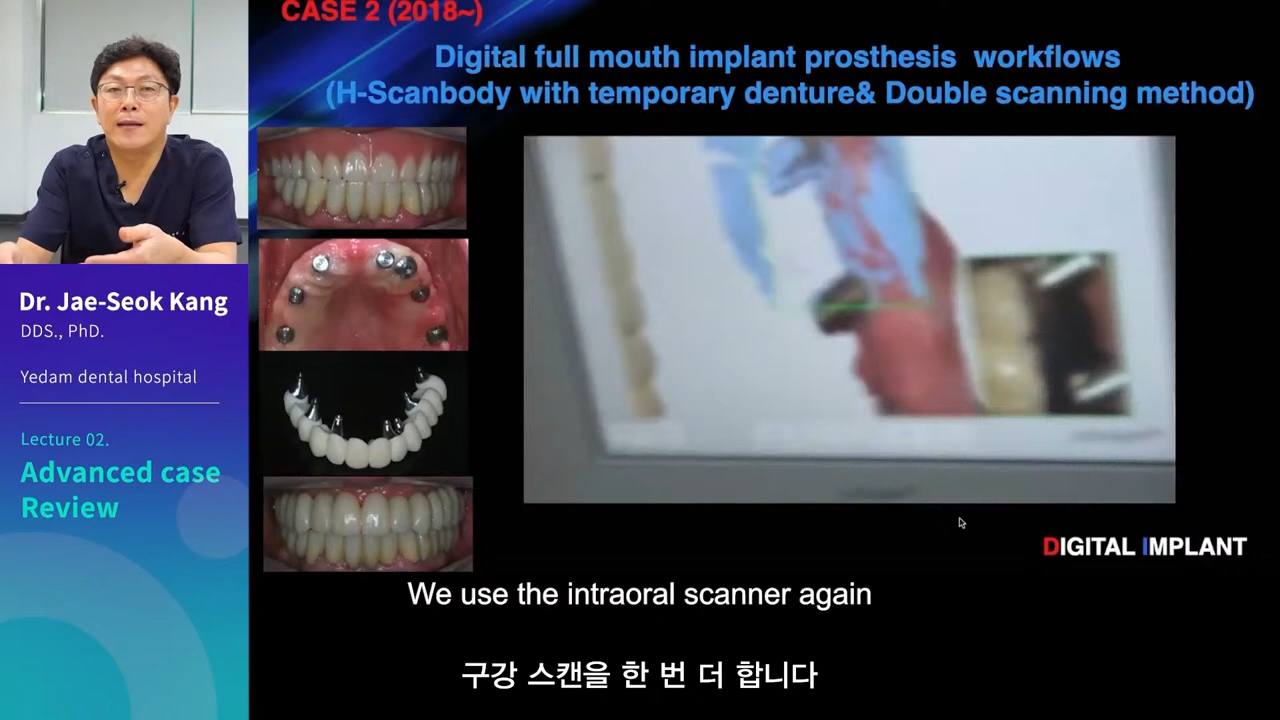 CASE 2 (2018~)
Digital full mouth implant prosthesis workflows
(H-Scanbody with temporary denture& Double scanning method)
Dr. Jae-Seok Kang
DDS., PhD.
Yedam dental hospital
Lecture 02.
Advanced case
Review
DIGITAL IMPLANT
We use the intraoral scanner again
구강 스캔을 한 번 더 합니다